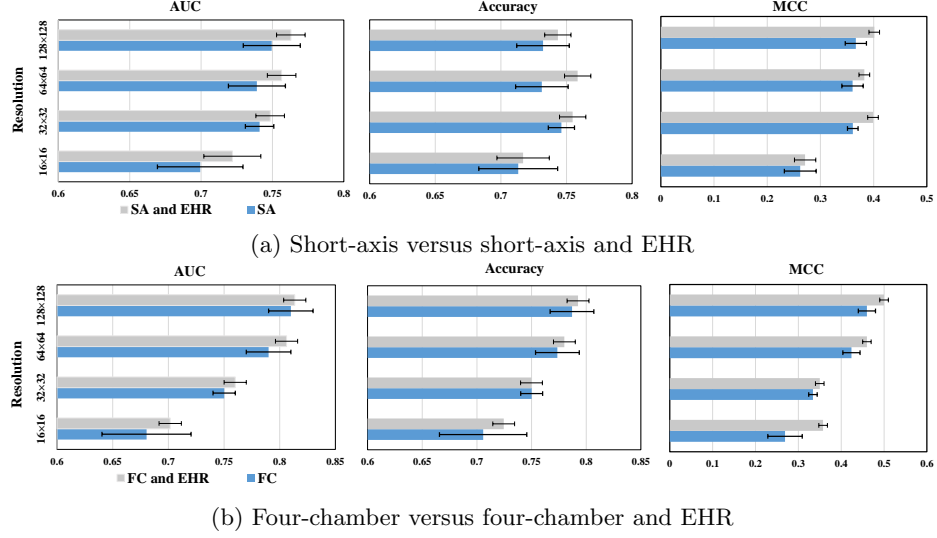 AUC Accuracy MCC
Resolution
128×128
64×64
32×32
16×16
0.6 0.65 0.7 0.75 0.8
0.6 0.65 0.7 0.75 0.8
0 0.1 0.2 0.3 0.4 0.5
SA and EHR SA
(a) Short-axis versus short-axis and EHR
AUC Accuracy MCC
Resolution
128×128
64×64
32×32
16×16
0.6 0.65 0.7 0.75 0.8 0.85
0.6 0.65 0.7 0.75 0.8 0.85
0 0.1 0.2 0.3 0.4 0.5 0.6
FC and EHR FC
(b) Four-chamber versus four-chamber and EHR